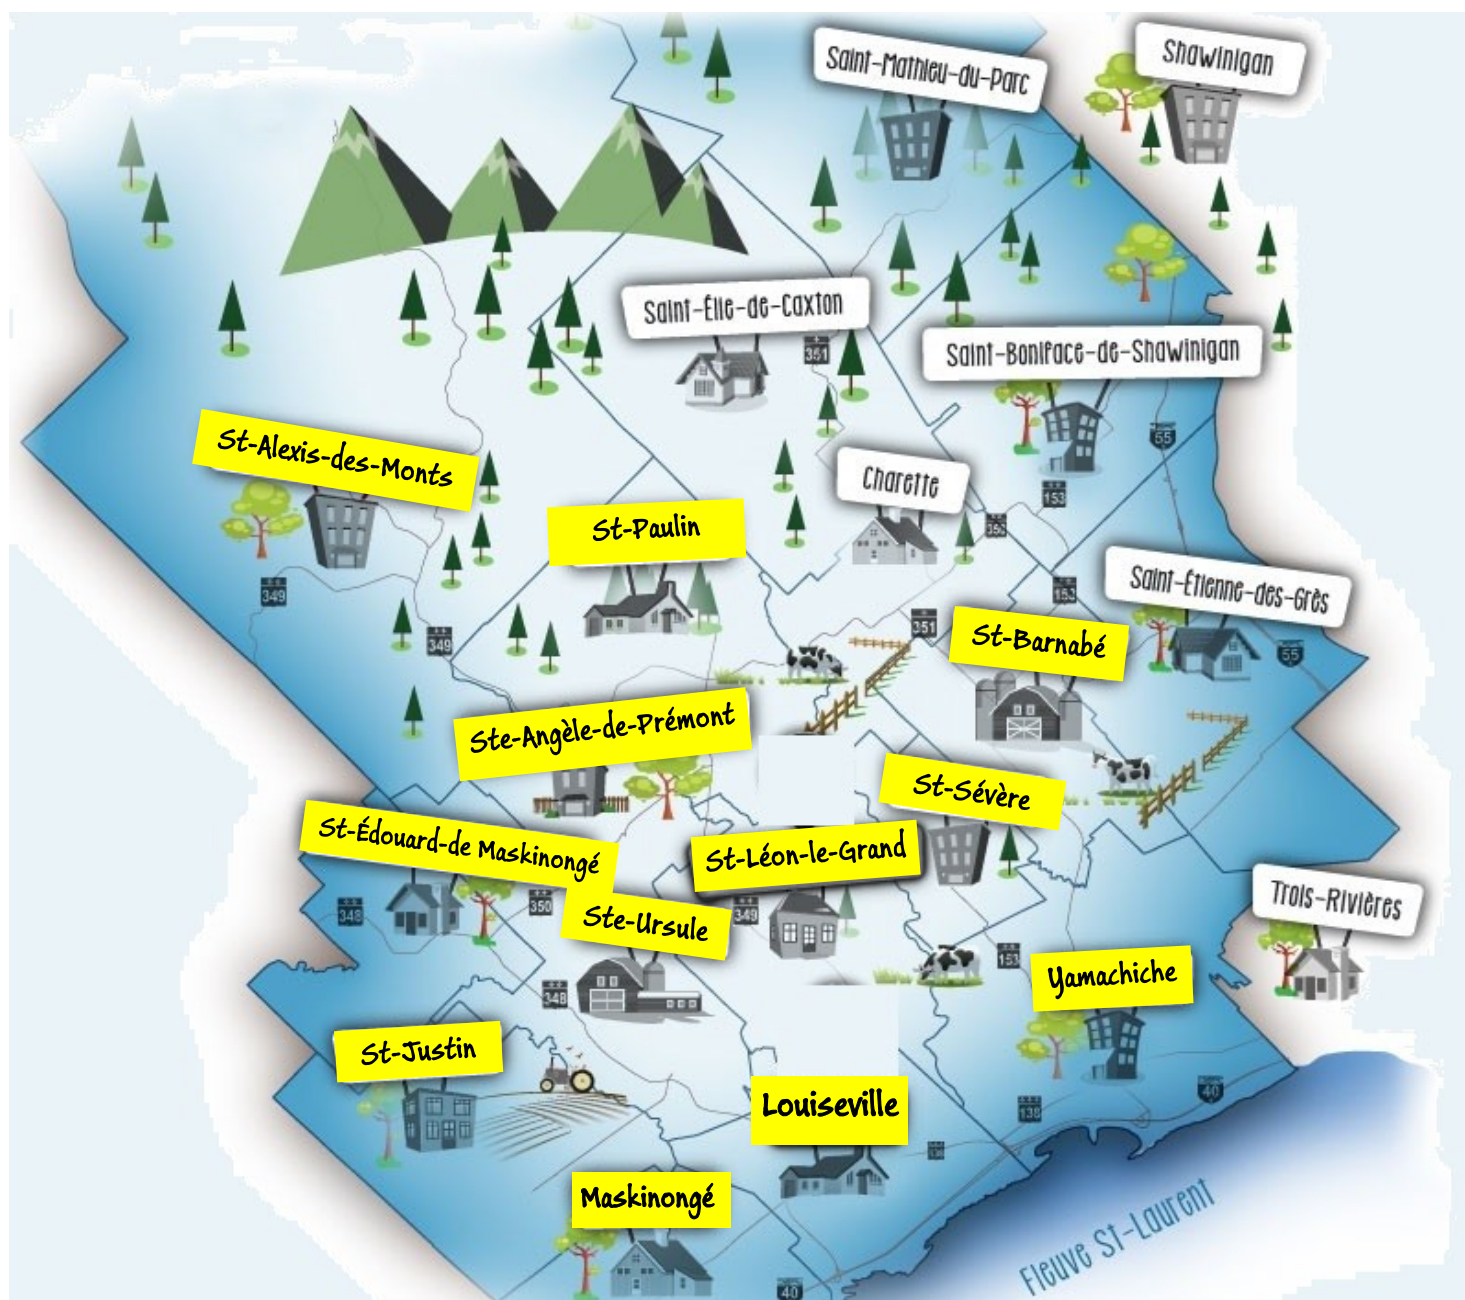 Saint-Mathieu-du-Parc
Shawinigan
Saint-Élie-de-Caxton
351
Saint-Boniface-de-Shawinigan
55
St-Alexis-des-Monts
Charette
153
St-Paulin
349
153
Saint-Étienne-des-Grès
351
St-Barnabé
349
55
Ste-Angèle-de-Prémont
St-Sévère
St-Édouard-de Maskinongé
St-Léon-le-Grand
348
350
Ste-Ursule
349
Trois-Rivières
153
Yamachiche
348
St-Justin
40
Louiseville
138
Maskinongé
Fleuve St-Laurent
40